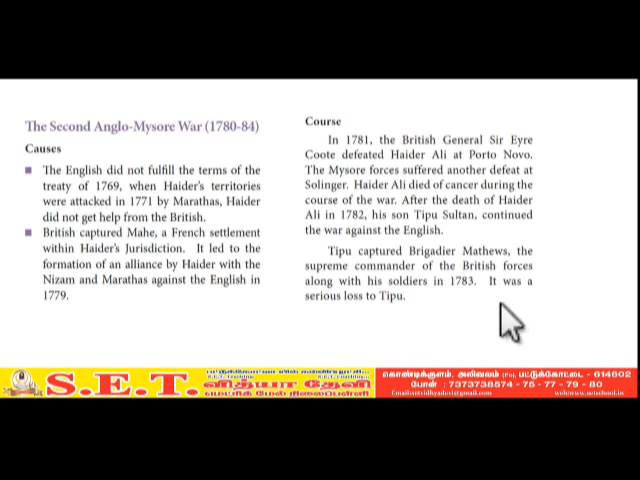 The Second Anglo-Mysore War (1780-84)
Causes
The English did not fulfill the terms of the
treaty of 1769, when Haider's territories
were attacked in 1771 by Marathas, Haider
did not get help from the British.
British captured Mahe, a French settlement
within Haider's Jurisdiction. It led to the
formation of an alliance by Haider with the
Nizam and Marathas against the English in
1779.
Course
In 1781, the British General Sir Eyre
Coote defeated Haider Ali at Porto Novo.
The Mysore forces suffered another defeat at
Solinger. Haider Ali died of cancer during the
course of the war. After the death of Haider
Ali in 1782, his son Tipu Sultan, continued
the war against the English.
Tipu captured Brigadier Mathews, the
supreme commander of the British forces
along with his soldiers in 1783. It was a
serious loss to Tipu.
S.E.T.
வித்யா தேவி
மெட்ரிக் மேல் நிலைப்பள்ளி
கொண்டிக்குளம், அலிவலம் (Po), பட்டுக்கோட்டை - 614602
போன் : 7373738574 - 75 - 77 - 79 - 80